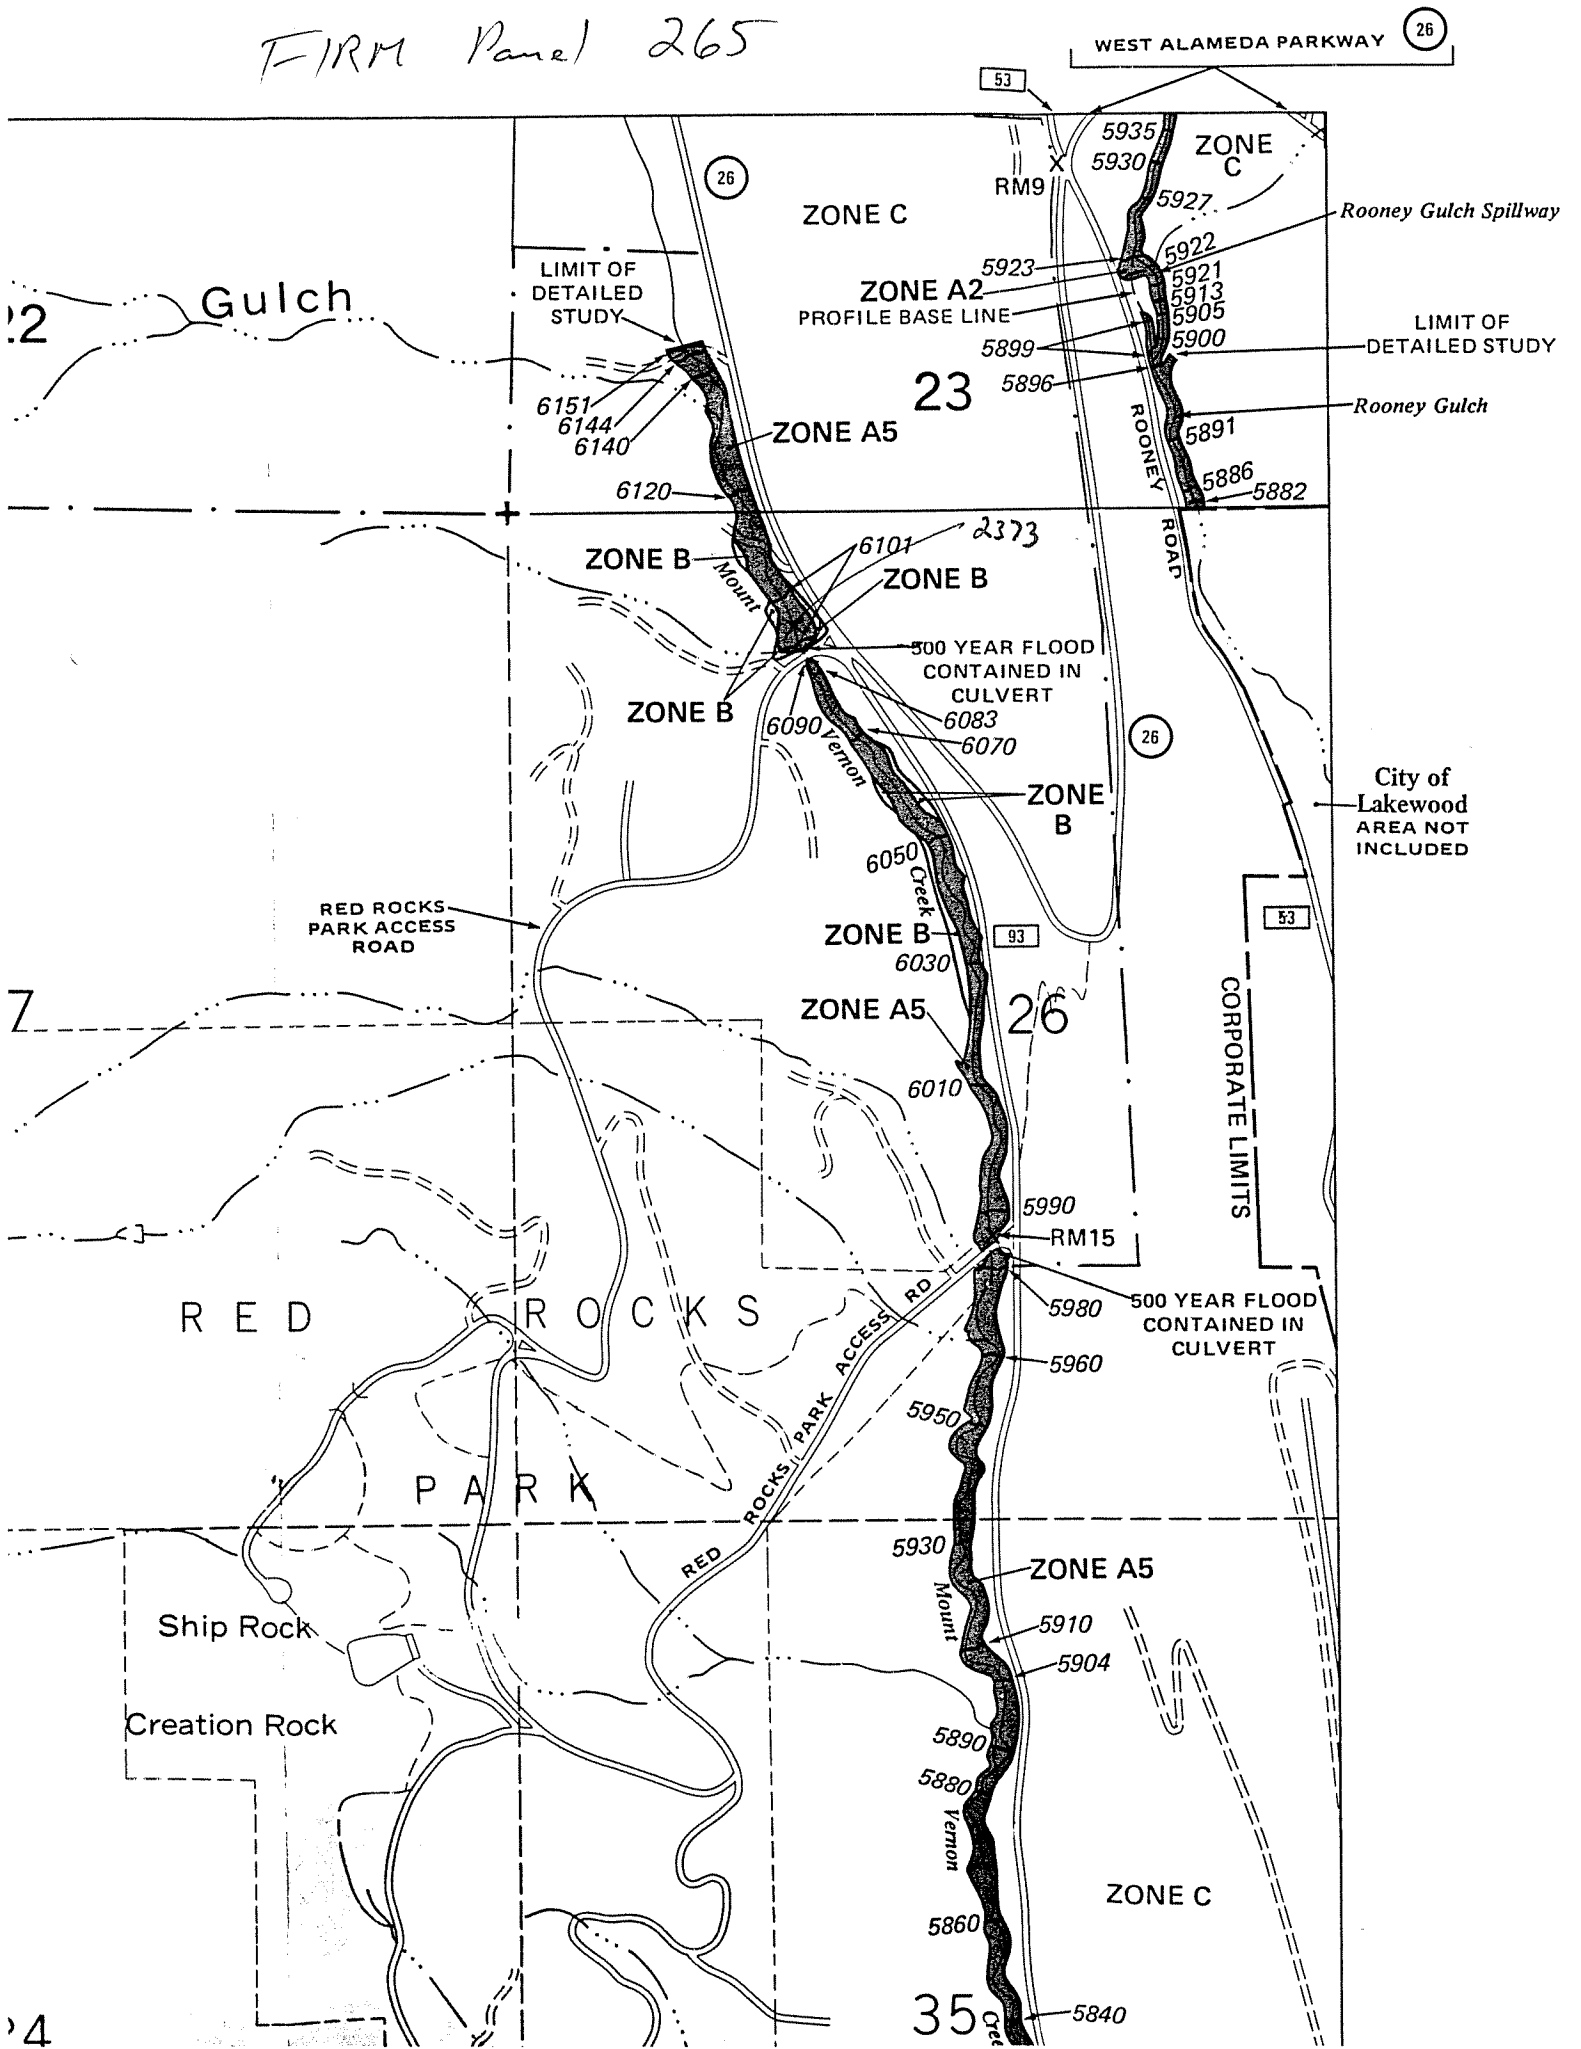 FIRM Panel 265
WEST ALAMEDA PARKWAY
26
53
5935
5930
ZONE
C
26
RM9
5927
ZONE C
Rooney Gulch Spillway
5922
5923
5921
5913
5905
5900
ZONE A2
PROFILE BASE LINE
LIMIT OF
DETAILED
STUDY
22
Gulch
LIMIT OF
DETAILED STUDY
5899
5896
23
6151
6144
6140
ZONE A5
Rooney Gulch
5891
ROONEY
ROAD
5886
5882
6120
2373
6101
ZONE B
ZONE B
Mount
500 YEAR FLOOD
CONTAINED IN
CULVERT
ZONE B
6090
6083
6070
Vernon
26
City of
Lakewood
AREA NOT
INCLUDED
ZONE
B
6050
Creek
RED ROCKS
PARK ACCESS
ROAD
53
ZONE B
93
6030
7
ZONE A5
26
CORPORATE LIMITS
6010
5990
RM15
5980
500 YEAR FLOOD
CONTAINED IN
CULVERT
RED ROCKS
PARK
RED ROCKS PARK ACCESS RD
5960
5950
5930
ZONE A5
Mount
5910
5904
Ship Rock
Creation Rock
5890
5880
Vernon
ZONE C
5860
35
5840
Cree
24